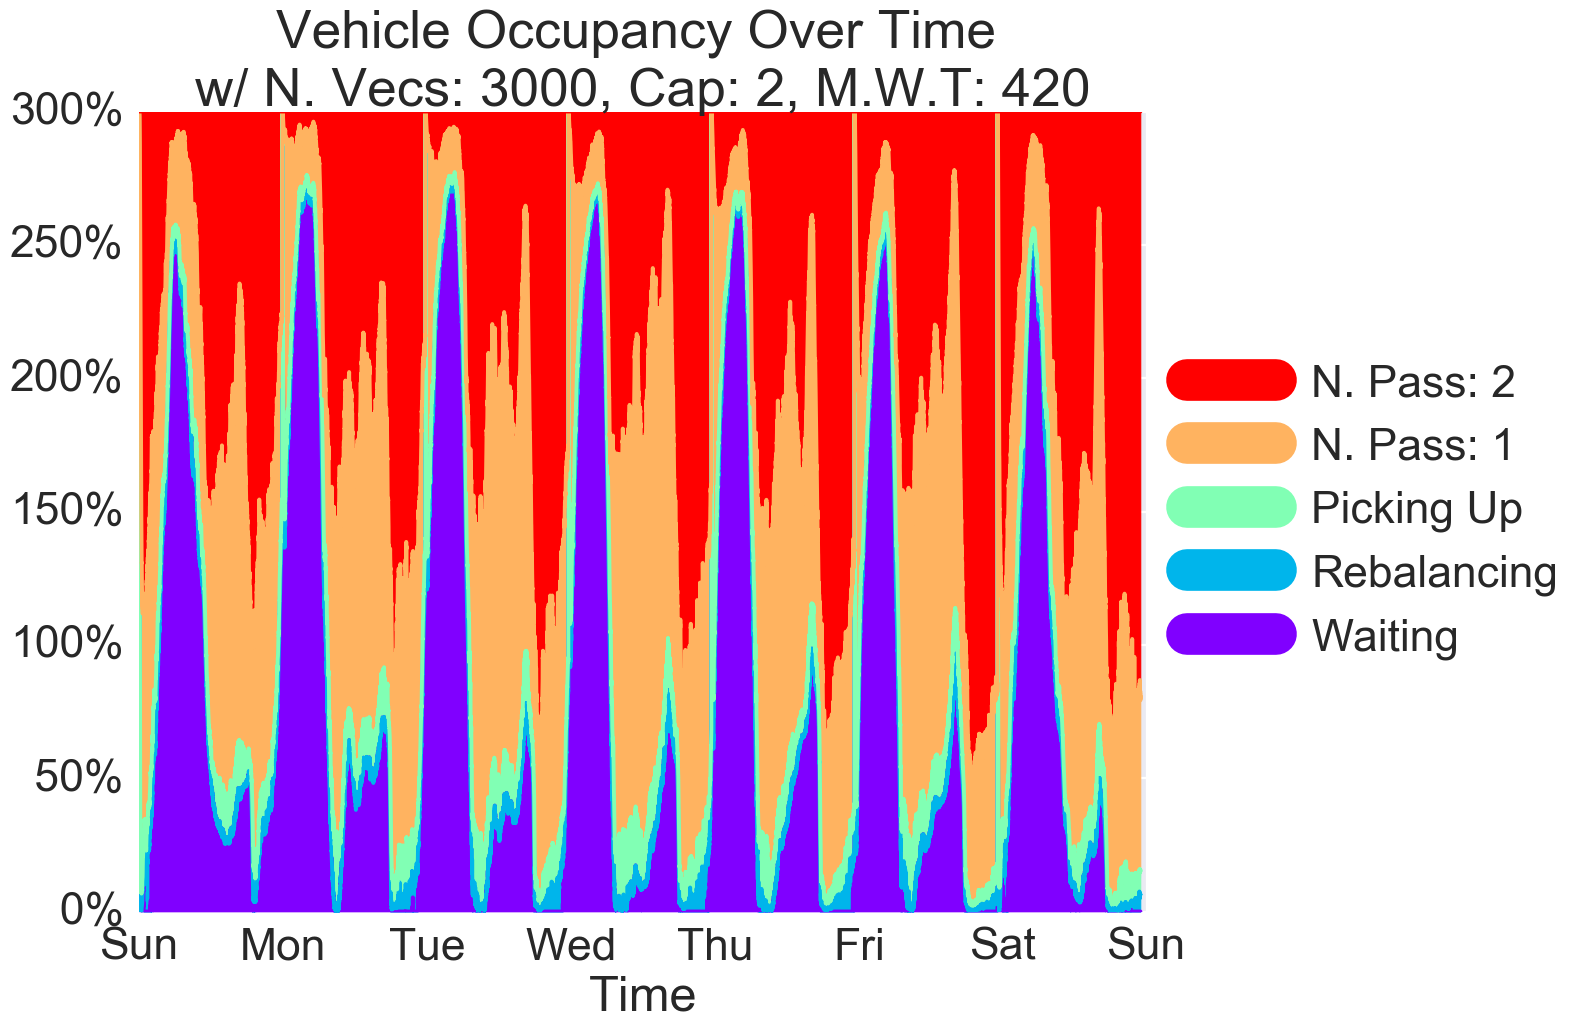 Vehicle Occupancy Over Time
w/ N. Vecs: 3000, Cap: 2, M.W.T: 420
300%
250%
200%
150%
100%
50%
0%
Sun Mon Tue Wed Thu Fri Sat Sun
Time
N. Pass: 2
N. Pass: 1
Picking Up
Rebalancing
Waiting